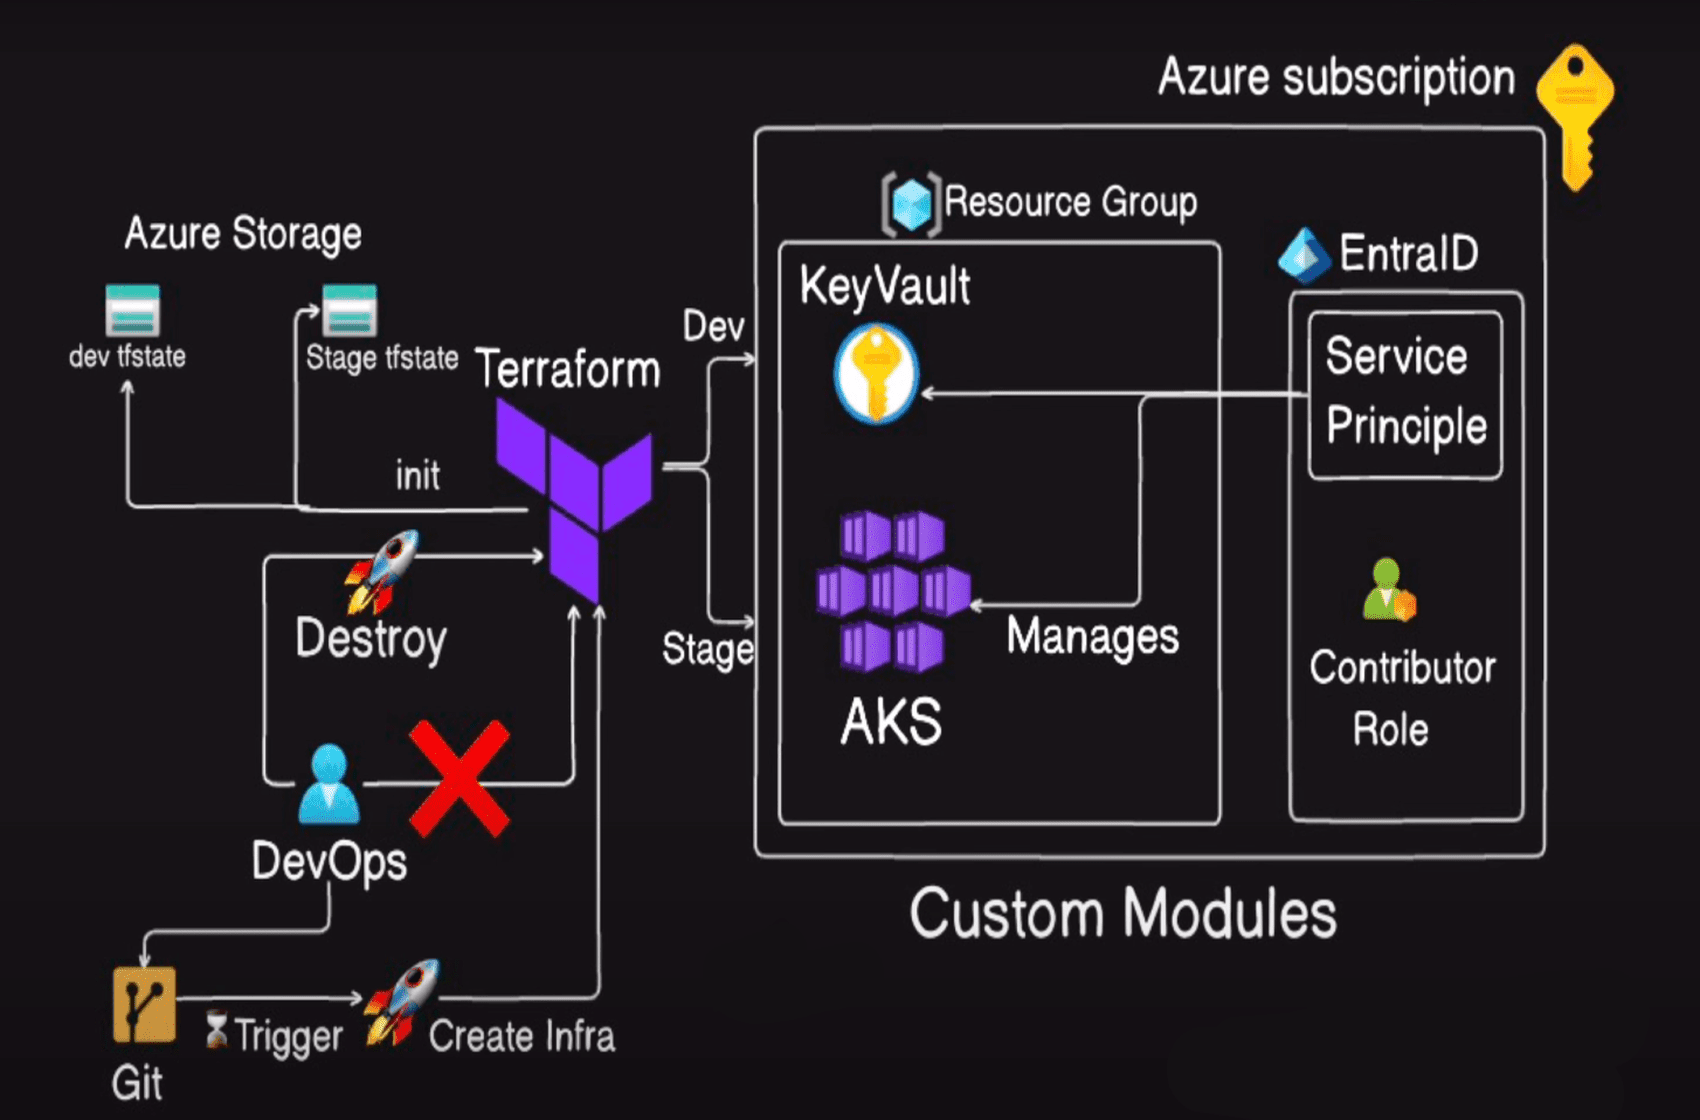 Azure subscription
Resource Group
Azure Storage
EntraID
KeyVault
Dev
dev tfstate
Stage tfstate
Terraform
Service
Principle
init
Destroy
Stage
Manages
Contributor
Role
AKS
DevOps
Custom Modules
Trigger
Create Infra
Git